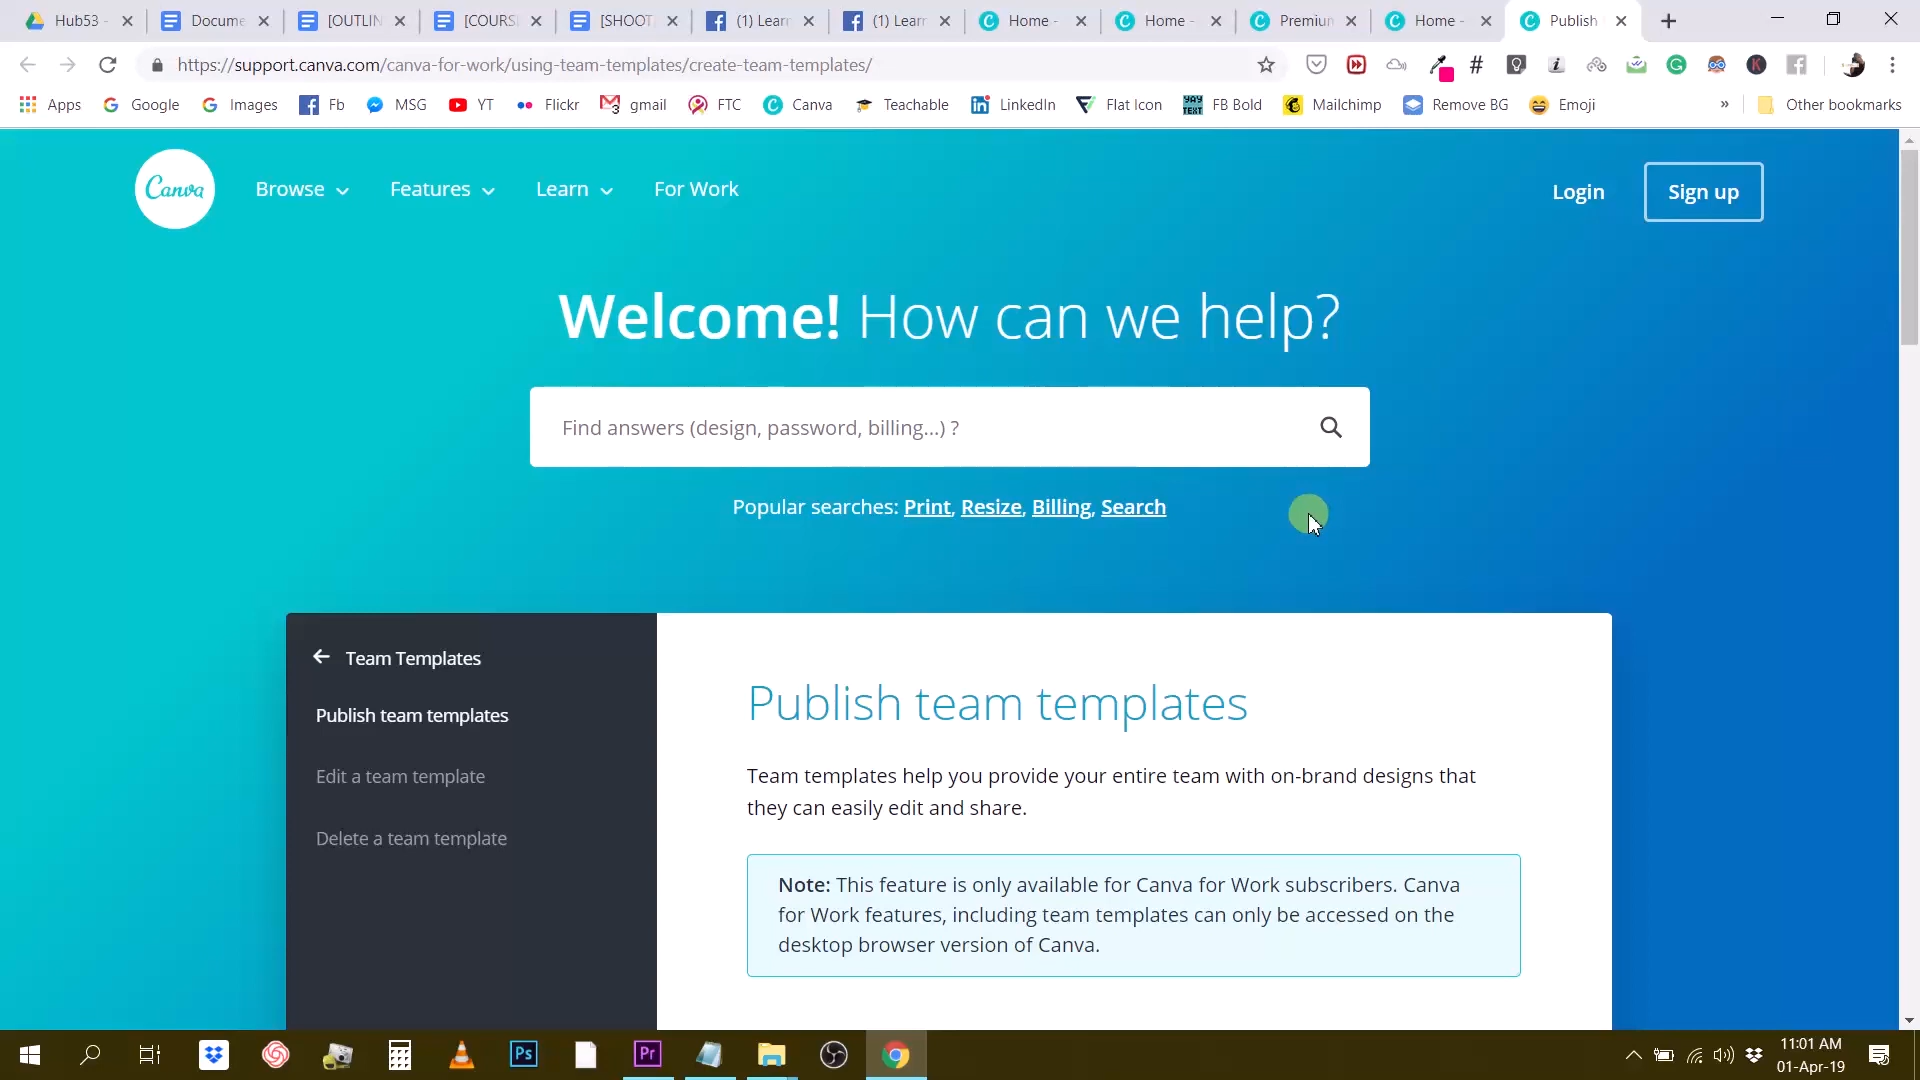 Hub53 -
Docume
[OUTLIN
[COURS
[SHOOT
(1) Learn
(1) Learn
Home -
Home -
Premium
Home -
Publish
https://support.canva.com/canva-for-work/using-team-templates/create-team-templates/
Apps
Google
Images
Fb
MSG
YT
Flickr
gmail
FTC
Canva
Teachable
LinkedIn
Flat Icon
FB Bold
Mailchimp
Remove BG
Emoji
»
Other bookmarks
Canva
Browse
Features
Learn
For Work
Login
Sign up
Welcome! How can we help?
Find answers (design, password, billing...) ?
Popular searches: Print, Resize, Billing, Search
Team Templates
Publish team templates
Edit a team template
Delete a team template
Publish team templates
Team templates help you provide your entire team with on-brand designs that
they can easily edit and share.
Note: This feature is only available for Canva for Work subscribers. Canva
for Work features, including team templates can only be accessed on the
desktop browser version of Canva.
Ps
Pr
11:01 AM
01-Apr-19